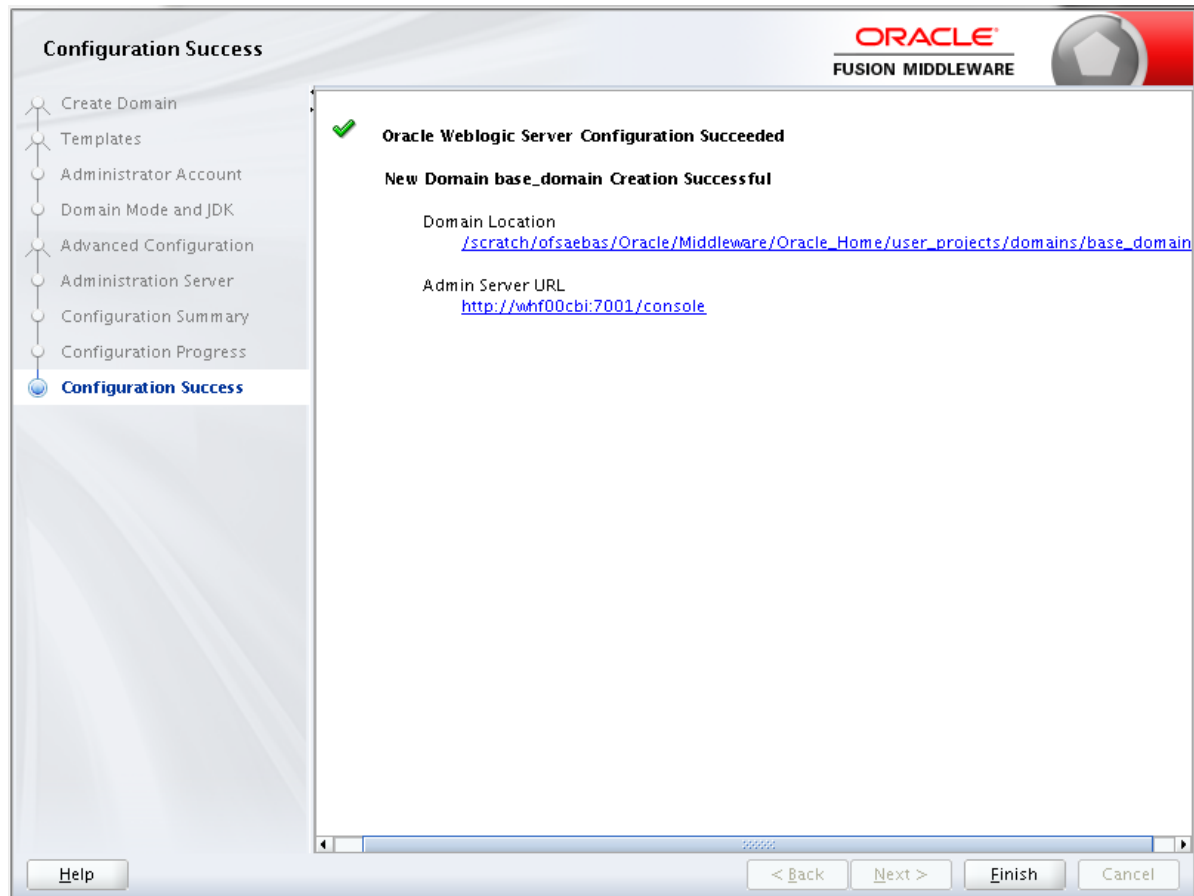 Configuration Success
ORACLE
FUSION MIDDLEWARE
Create Domain
Templates
Administrator Account
Domain Mode and JDK
Advanced Configuration
Administration Server
Configuration Summary
Configuration Progress
Configuration Success
Oracle Weblogic Server Configuration Succeeded
New Domain base_domain Creation Successful
Domain Location
/scratch/ofsaebas/Oracle/Middleware/Oracle_Home/user_projects/domains/base_domain
Admin Server URL
http://whf00cbi:7001/console
Help
< Back
Next >
Finish
Cancel